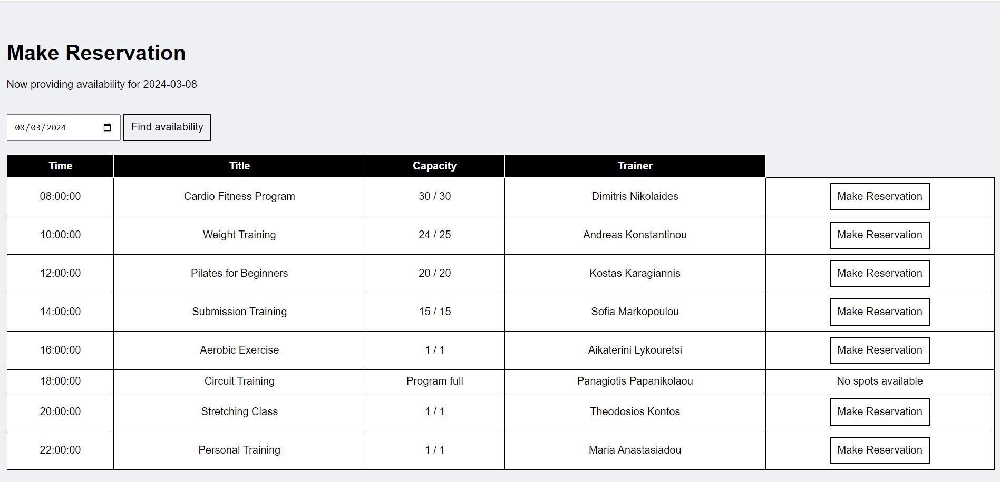 Make Reservation
Now providing availability for 2024-03-08
08/03/2024 Find availability
Time Title Capacity Trainer
08:00:00 Cardio Fitness Program 30 / 30 Dimitris Nikolaides Make Reservation
10:00:00 Weight Training 24 / 25 Andreas Konstantinou Make Reservation
12:00:00 Pilates for Beginners 20 / 20 Kostas Karagiannis Make Reservation
14:00:00 Submission Training 15 / 15 Sofia Markopoulou Make Reservation
16:00:00 Aerobic Exercise 1 / 1 Aikaterini Lykouretsi Make Reservation
18:00:00 Circuit Training Program full Panagiotis Papanikolaou No spots available
20:00:00 Stretching Class 1 / 1 Theodosios Kontos Make Reservation
22:00:00 Personal Training 1 / 1 Maria Anastasiadou Make Reservation